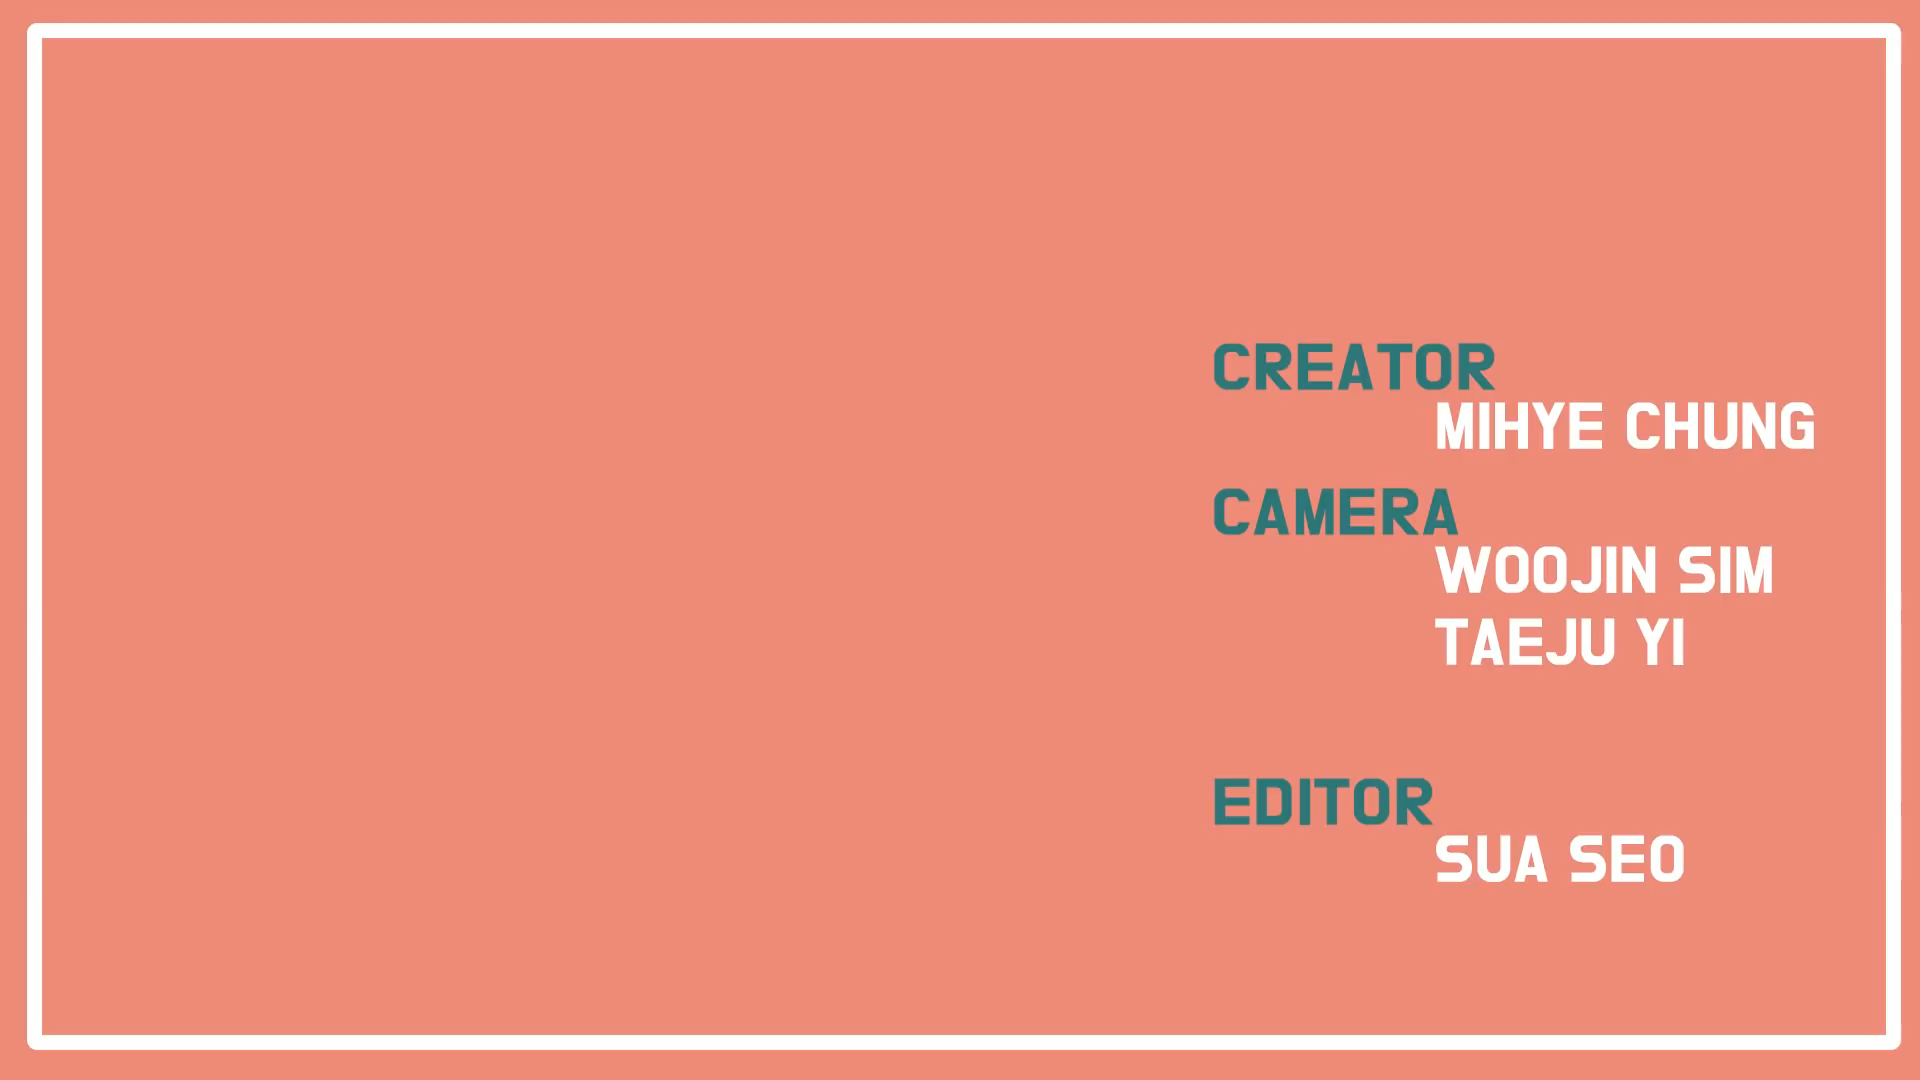 CREATOR
MIHYE CHUNG
CAMERA
WOOJIN SIM
TAEJU YI
EDITOR
SUA SEO